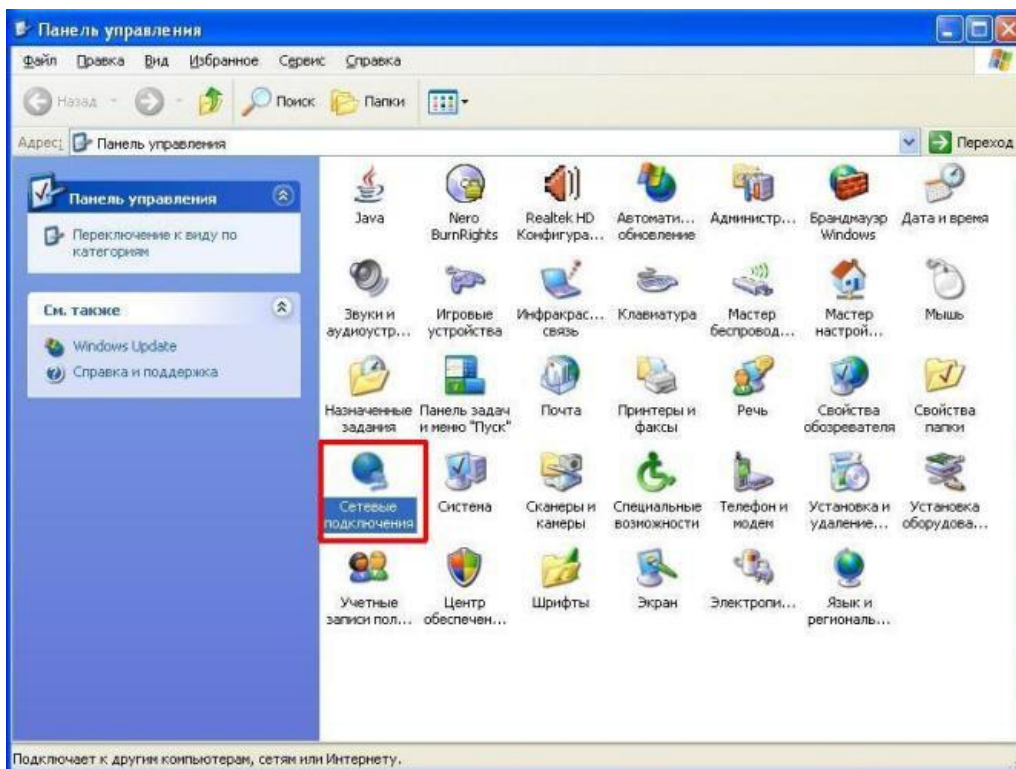 Панель управления
Файл Правка Вид Избранное Сервис Справка
Назад Поиск Папки
Адрес: Панель управления Переход
Панель управления
Переключение к виду по
категориям
См. также
Windows Update
Справка и поддержка
Java
Nero
BurnRights
Realtek HD
Конфигура...
Автомати...
обновление
Администр...
Брандмауэр
Windows
Дата и время
Звуки и
аудиоустр...
Игровые
устройства
Инфракрас...
связь
Клавиатура
Мастер
беспровод...
Мастер
настрой...
Мышь
Назначенные
задания
Панель задач
и меню "Пуск"
Почта
Принтеры и
факсы
Речь
Свойства
обозревателя
Свойства
папки
Сетевые
подключения
Система
Сканеры и
камеры
Специальные
возможности
Телефон и
модем
Установка и
удаление...
Установка
оборудова...
Учетные
записи пол...
Центр
обеспечен...
Шрифты
Экран
Электропи...
Язык и
региональ...
Подключает к другим компьютерам, сетям или Интернету.